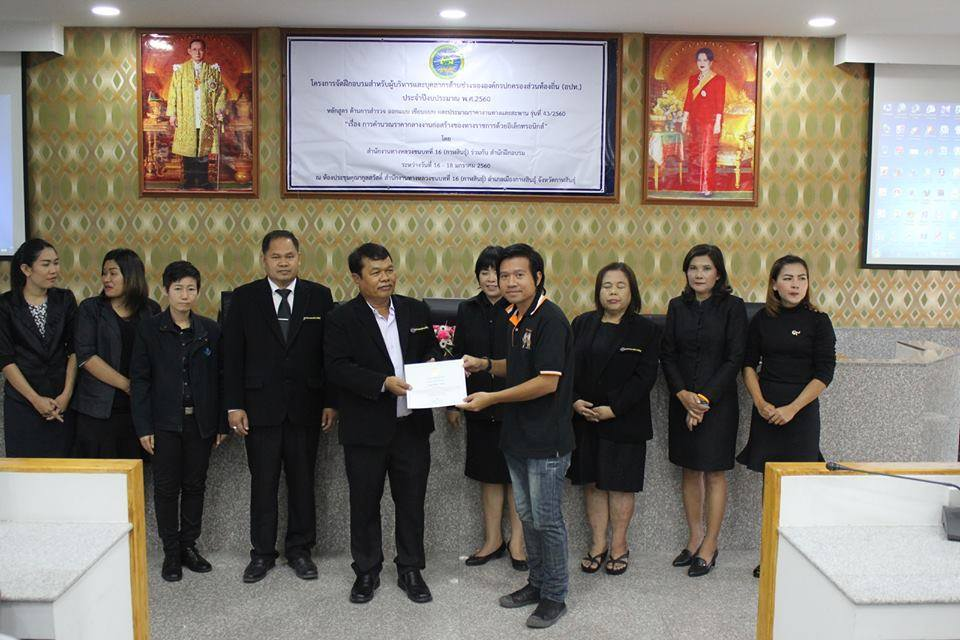 โครงการจัดฝึกอบรมสำหรับผู้บริหารและบุคลากรด้านช่างขององค์กรปกครองส่วนท้องถิ่น (อปท.)
ประจำปีงบประมาณ พ.ศ.2560
หลักสูตร ด้านการสำรวจ ออกแบบ เขียนแบบ และประมาณราคางานทางและสะพาน รุ่นที่ 43/2560
"เรื่อง การคำนวณราคากลางงานก่อสร้างของทางราชการด้วยอิเล็กทรอนิกส์"
โดย
สำนักงานทางหลวงชนบทที่ 16 (กาฬสินธุ์) ร่วมกับ สำนักฝึกอบรม
ระหว่างวันที่ 16 - 18 มกราคม 2560
ณ ห้องประชุมคุณากูลสวัสดิ์ สำนักงานทางหลวงชนบทที่ 16 (กาฬสินธุ์) อำเภอเมืองกาฬสินธุ์ จังหวัดกาฬสินธุ์